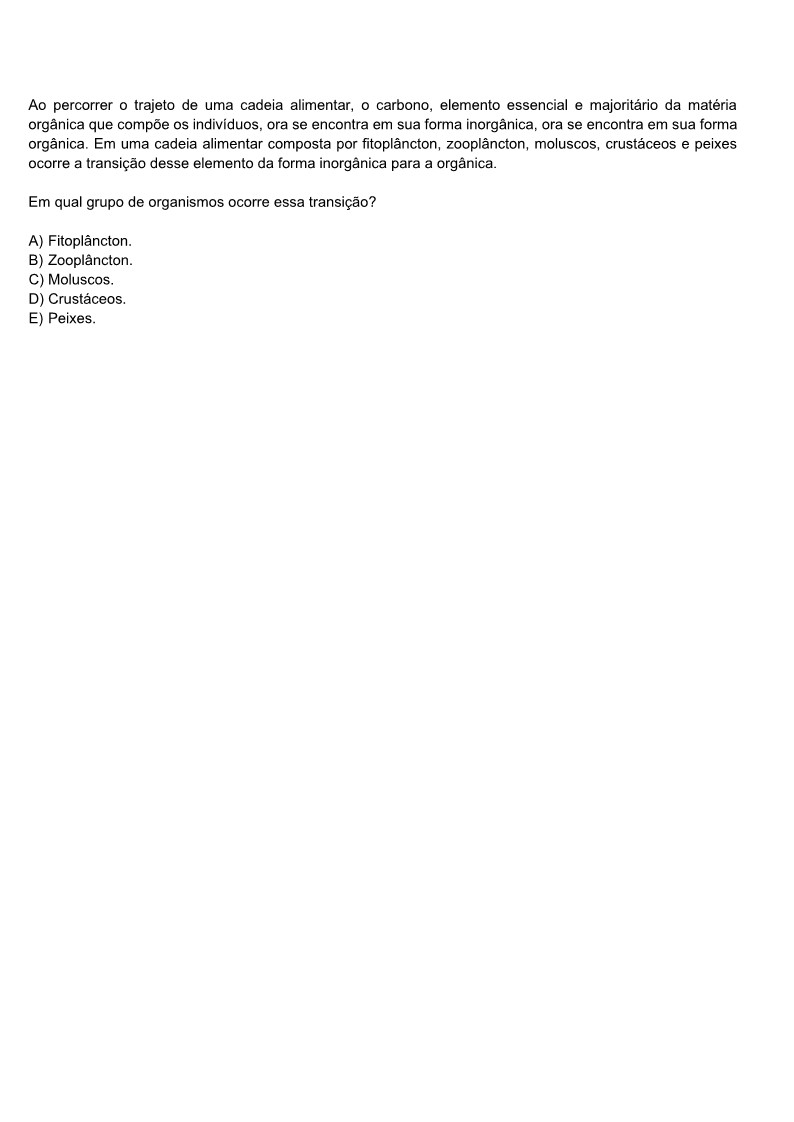 Ao percorrer o trajeto de uma cadeia alimentar, o carbono, elemento essencial e majoritário da matéria
orgânica que compõe os indivíduos, ora se encontra em sua forma inorgânica, ora se encontra em sua forma
orgânica. Em uma cadeia alimentar composta por fitoplâncton, zooplâncton, moluscos, crustáceos e peixes
ocorre a transição desse elemento da forma inorgânica para a orgânica.
Em qual grupo de organismos ocorre essa transição?
A) Fitoplâncton.
B) Zooplâncton.
C) Moluscos.
D) Crustáceos.
E) Peixes.